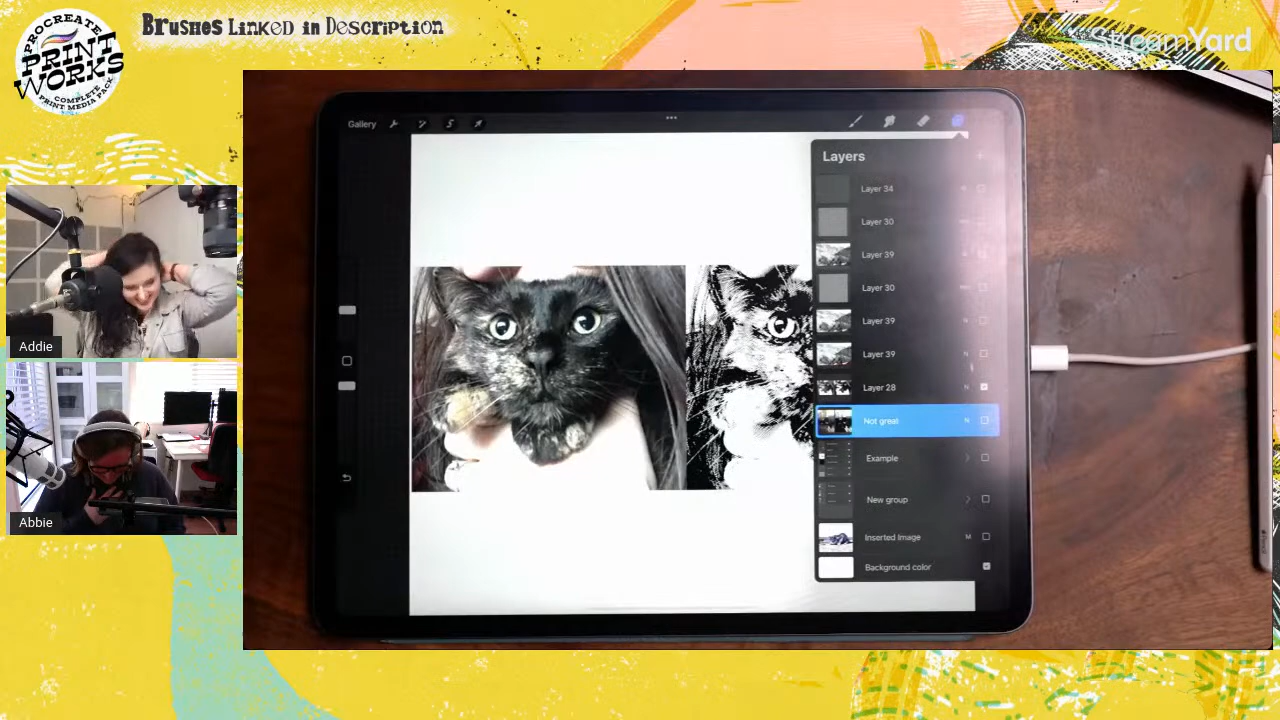 PROCREATE
PRINT
WORKS
COMPLETE
PRINT MEDIA PACK
Brushes Linked in Description
StreamYard
Gallery
Layers
Layer 34
Layer 30
Layer 39
Layer 30
Layer 39
N
Layer 39
N
Layer 28
N
Not great
N
Example
New group
Inserted Image
M
Background color
Addie
Abbie